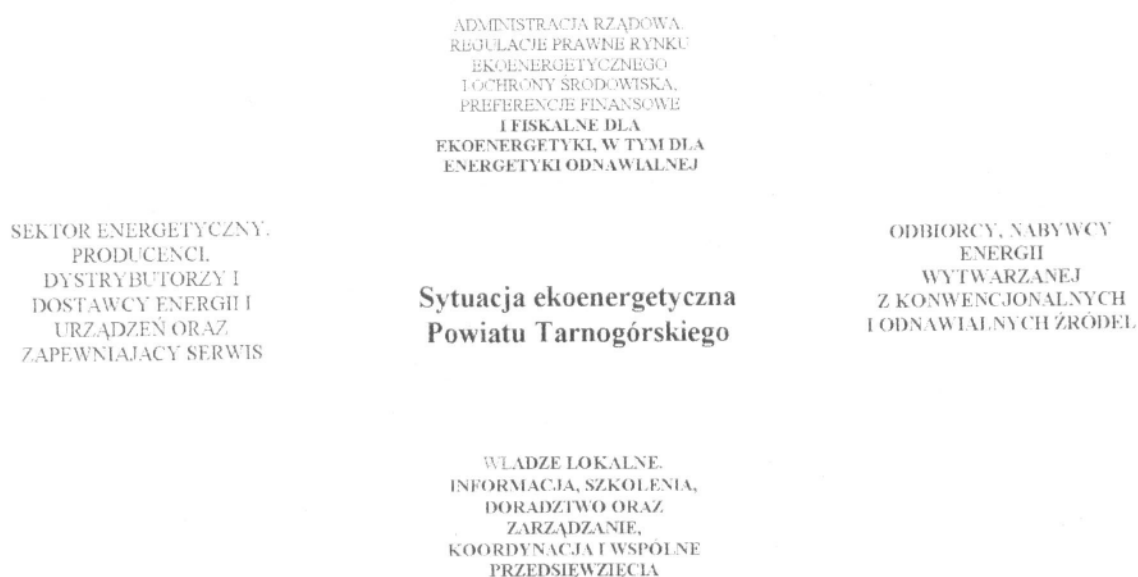 ADMINISTRACJA RZĄDOWA.
REGULACJE PRAWNE RYNKU
EKOENERGETYCZNEGO
I OCHRONY ŚRODOWISKA,
PREFERENCJE FINANSOWE
I FISKALNE DLA
EKOENERGETYKI, W TYM DLA
ENERGETYKI ODNAWIALNEJ
SEKTOR ENERGETYCZNY.
PRODUCENCI.
DYSTRYBUTORZY I
DOSTAWCY ENERGII I
URZĄDZEŃ ORAZ
ZAPEWNIAJACY SERWIS
Sytuacja ekoenergetyczna
Powiatu Tarnogórskiego
ODBIORCY, NABYWCY
ENERGII
WYTWARZANEJ
Z KONWENCJONALNYCH
I ODNAWIALNYCH ŹRÓDEŁ
WŁADZE LOKALNE.
INFORMACJA, SZKOLENIA,
DORADZTWO ORAZ
ZARZĄDZANIE,
KOORDYNACJA I WSPÓLNE
PRZEDSIEWZIECIA